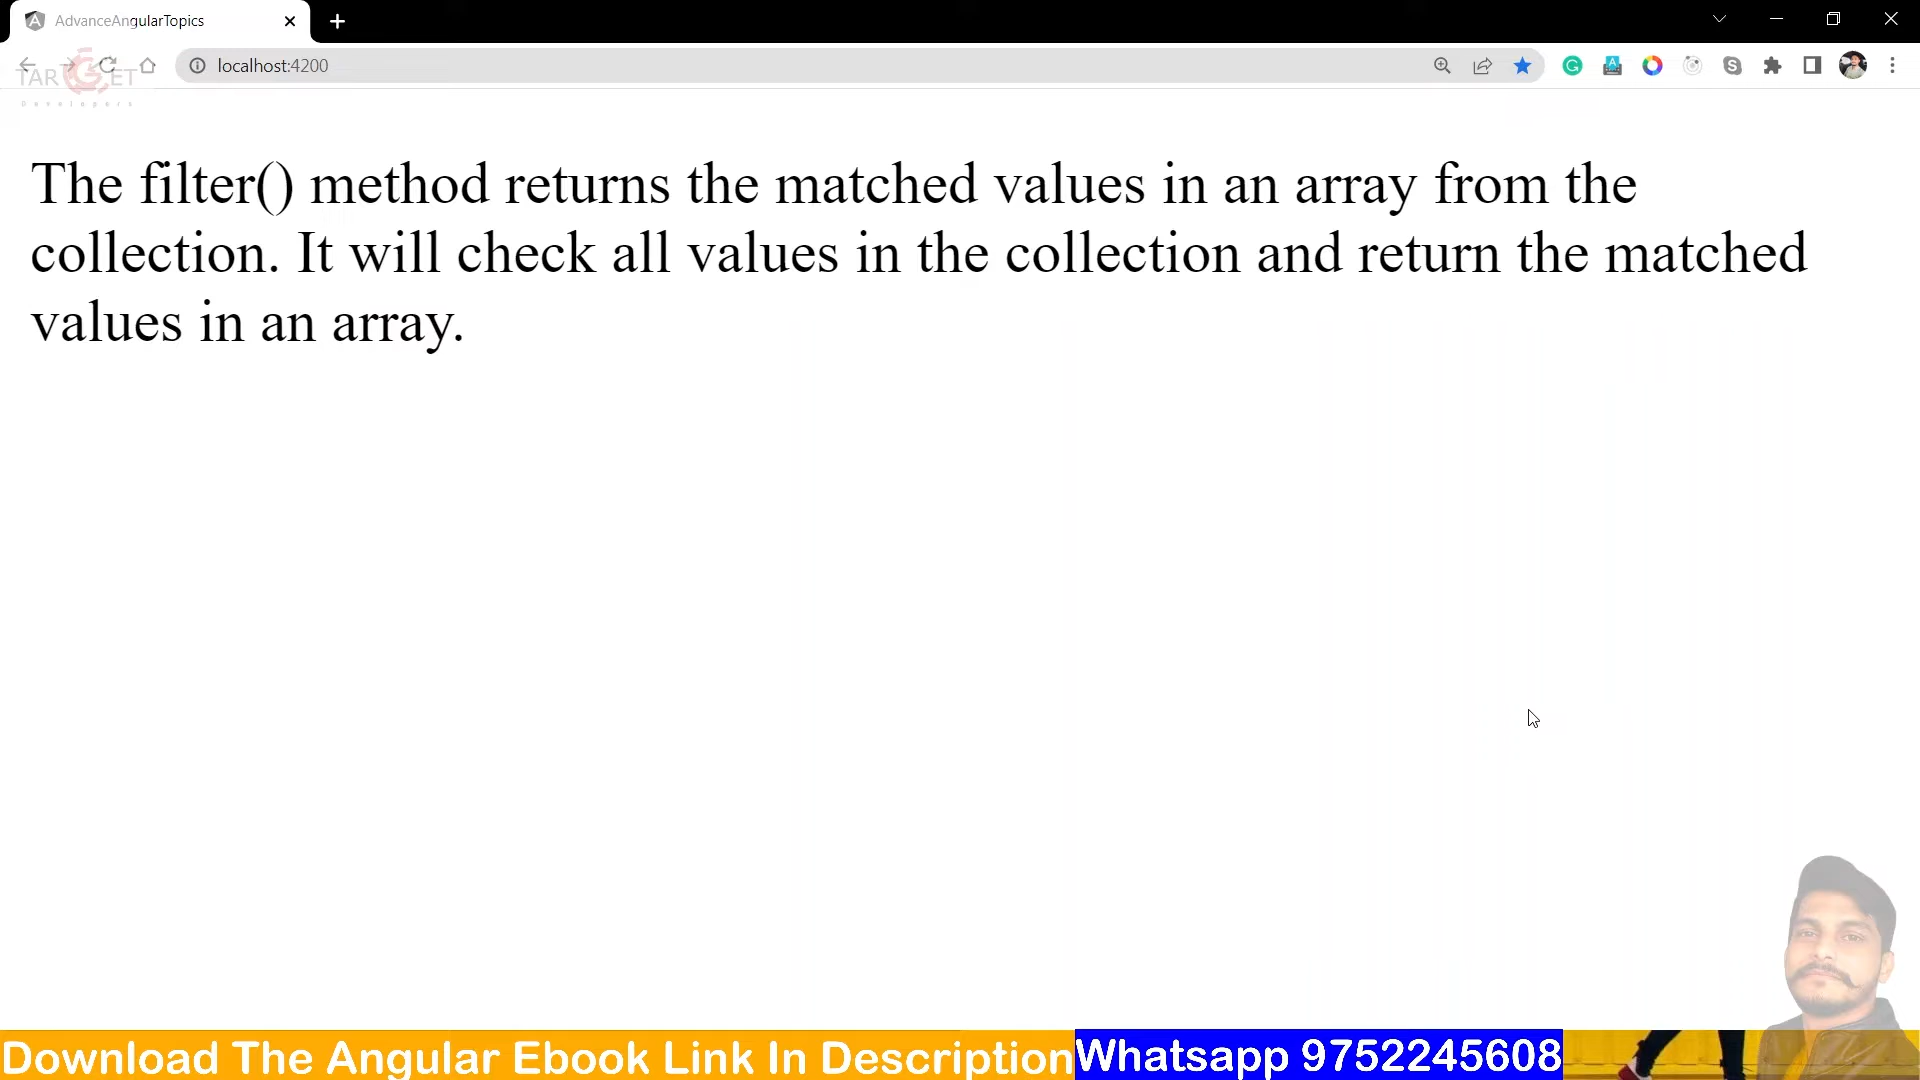 AdvanceAngularTopics
localhost:4200
TARGET
Developers
The filter() method returns the matched values in an array from the
collection. It will check all values in the collection and return the matched
values in an array.
Download The Angular Ebook Link In Description
Whatsapp 9752245608